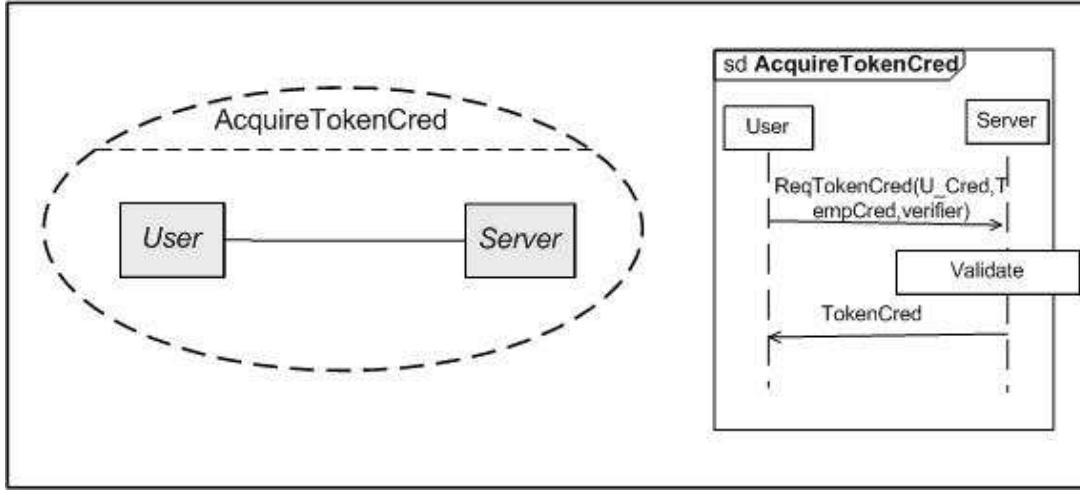 AcquireTokenCred
User
Server
sd AcquireTokenCred
User
Server
ReqTokenCred(U_Cred,T
empCred,verifier)
Validate
TokenCred